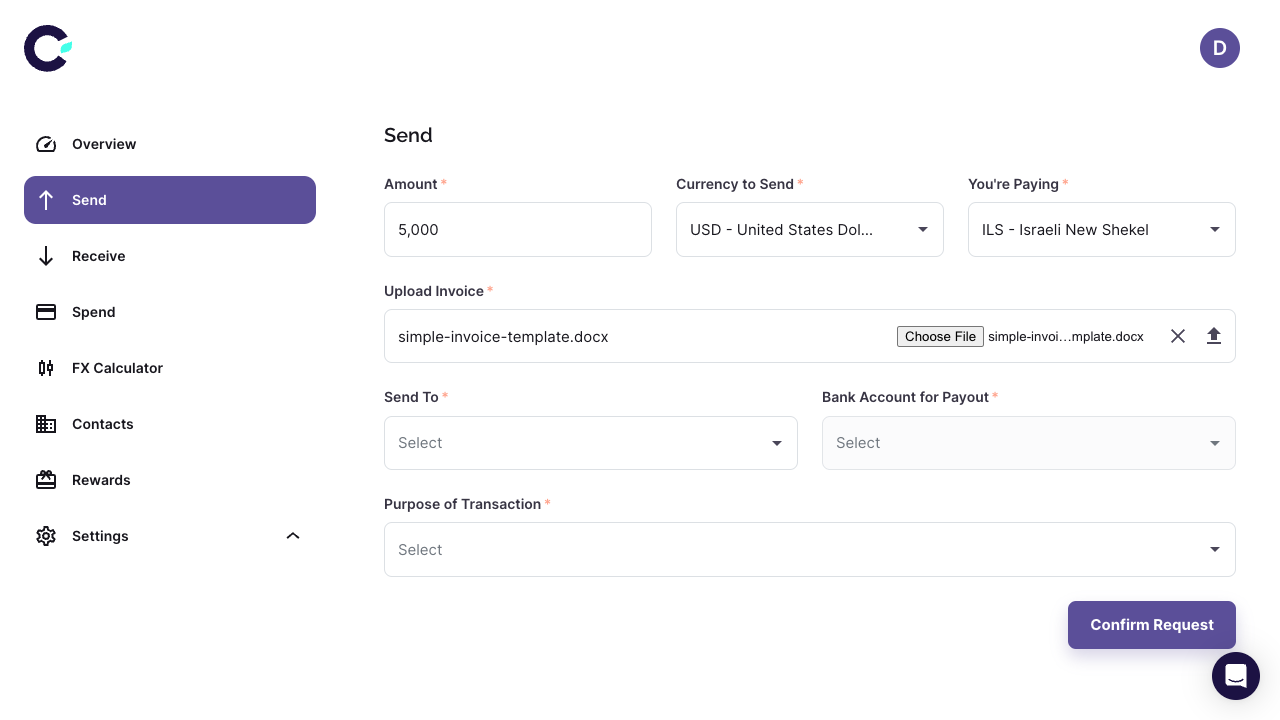 D
Overview
Send
Receive
Spend
FX Calculator
Contacts
Rewards
Settings
Send
Amount *
Currency to Send *
You're Paying *
5,000
USD - United States Dol...
ILS - Israeli New Shekel
Upload Invoice *
simple-invoice-template.docx
Choose File simple-invoi...mplate.docx
Send To *
Bank Account for Payout *
Select
Select
Purpose of Transaction *
Select
Confirm Request